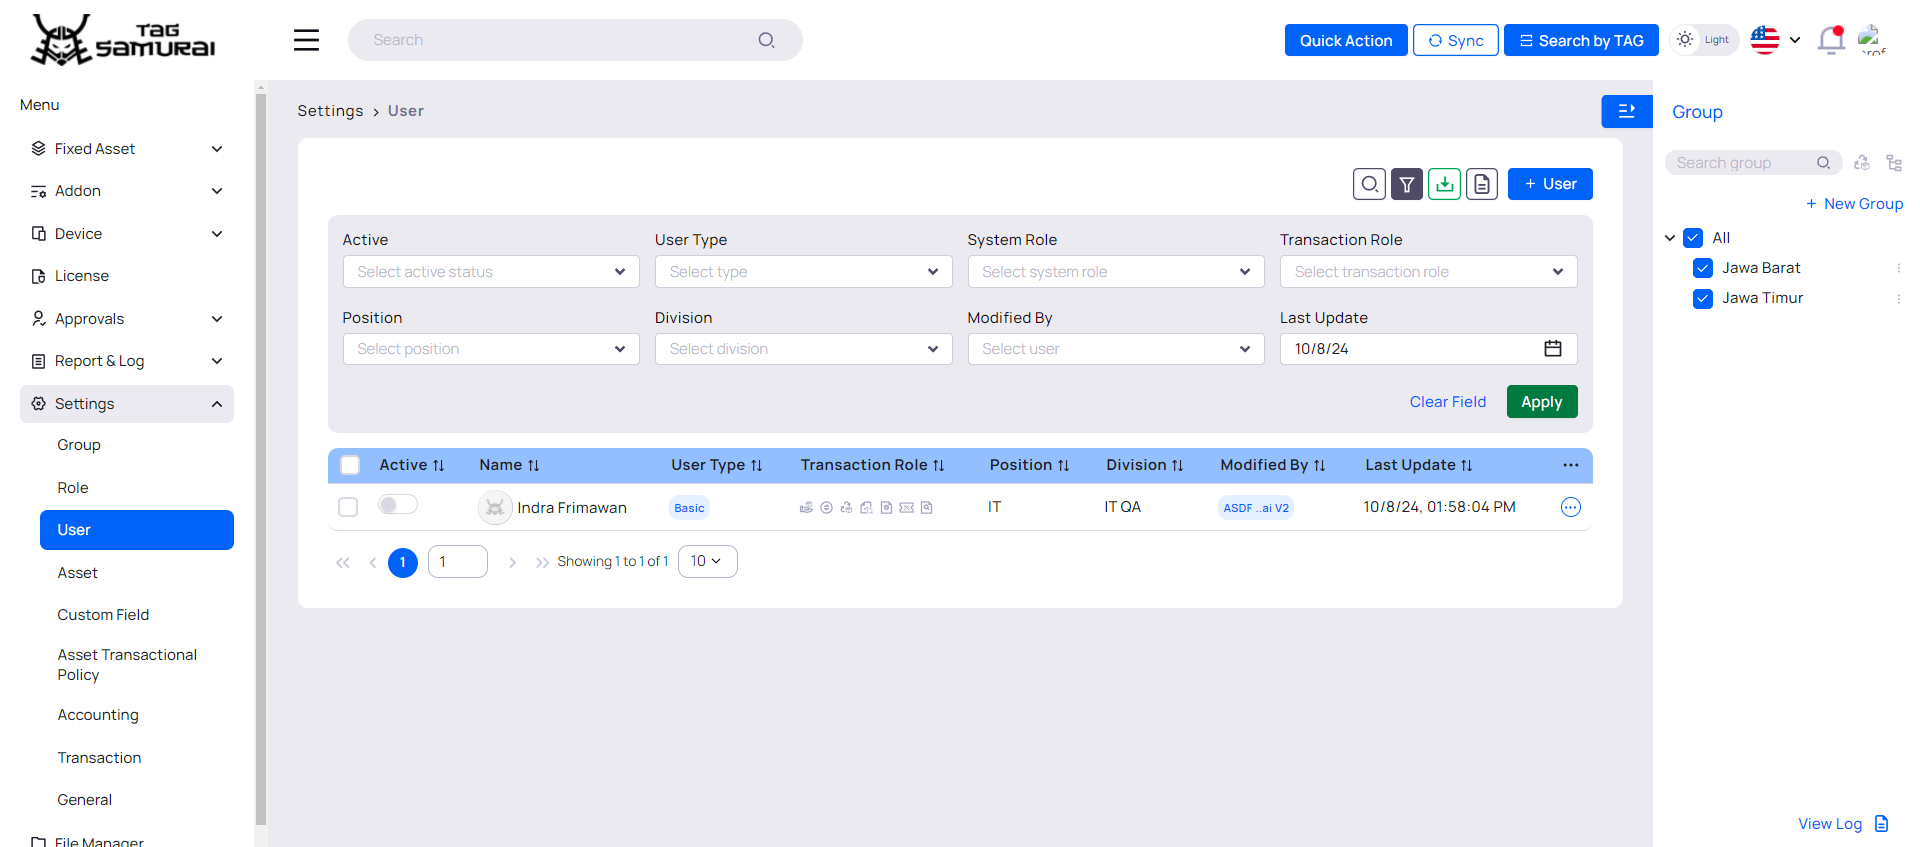 TAG
SAMURAI
Search
Quick Action
Sync
Search by TAG
Light
Menu
Fixed Asset
Addon
Device
License
Approvals
Report & Log
Settings
Group
Role
User
Asset
Custom Field
Asset Transactional
Policy
Accounting
Transaction
General
File Manager
Settings > User
+ User
Active
User Type
System Role
Transaction Role
Select active status
Select type
Select system role
Select transaction role
Position
Division
Modified By
Last Update
Select position
Select division
Select user
10/8/24
Clear Field
Apply
Active Name User Type Transaction Role Position Division Modified By Last Update
Indra Frimawan Basic IT IT QA ASDF ..ai V2 10/8/24, 01:58:04 PM
1 1 Showing 1 to 1 of 1 10
Group
Search group
+ New Group
All
Jawa Barat
Jawa Timur
View Log